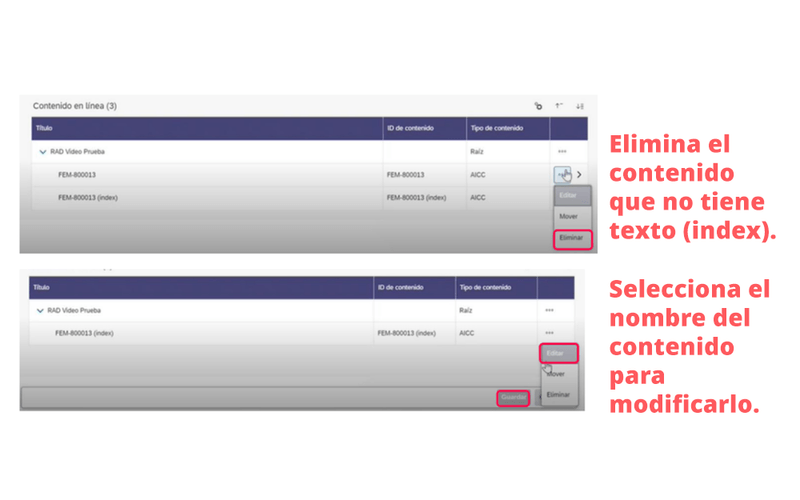 Contenido en línea (3)
Título ID de contenido Tipo de contenido
RAD Video Prueba Raíz
FEM-800013 FEM-800013 AICC
FEM-800013 (index) FEM-800013 (index) AICC
Editar
Mover
Eliminar
Elimina el
contenido
que no tiene
texto (index).
Título ID de contenido Tipo de contenido
RAD Video Prueba Raíz
FEM-800013 (index) FEM-800013 (index) AICC
Editar
Mover
Eliminar
Guardar
Selecciona el
nombre del
contenido
para
modificarlo.